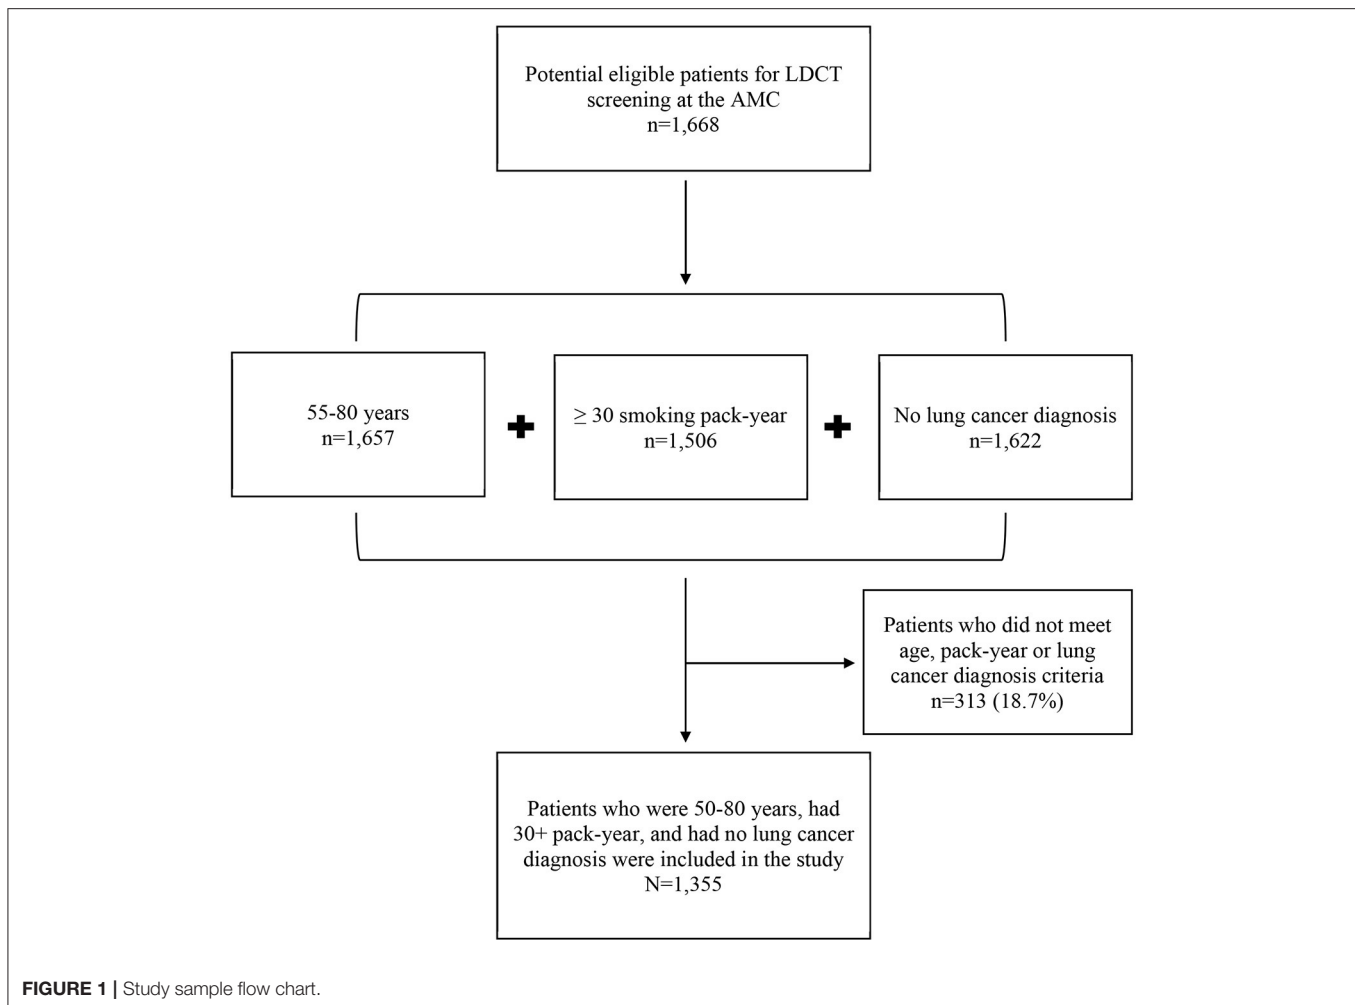 Potential eligible patients for LDCT
screening at the AMC
n=1,668
55-80 years
n=1,657
≥ 30 smoking pack-year
n=1,506
No lung cancer diagnosis
n=1,622
Patients who did not meet
age, pack-year or lung
cancer diagnosis criteria
n=313 (18.7%)
Patients who were 50-80 years, had
30+ pack-year, and had no lung cancer
diagnosis were included in the study
N=1,355
FIGURE 1 | Study sample flow chart.